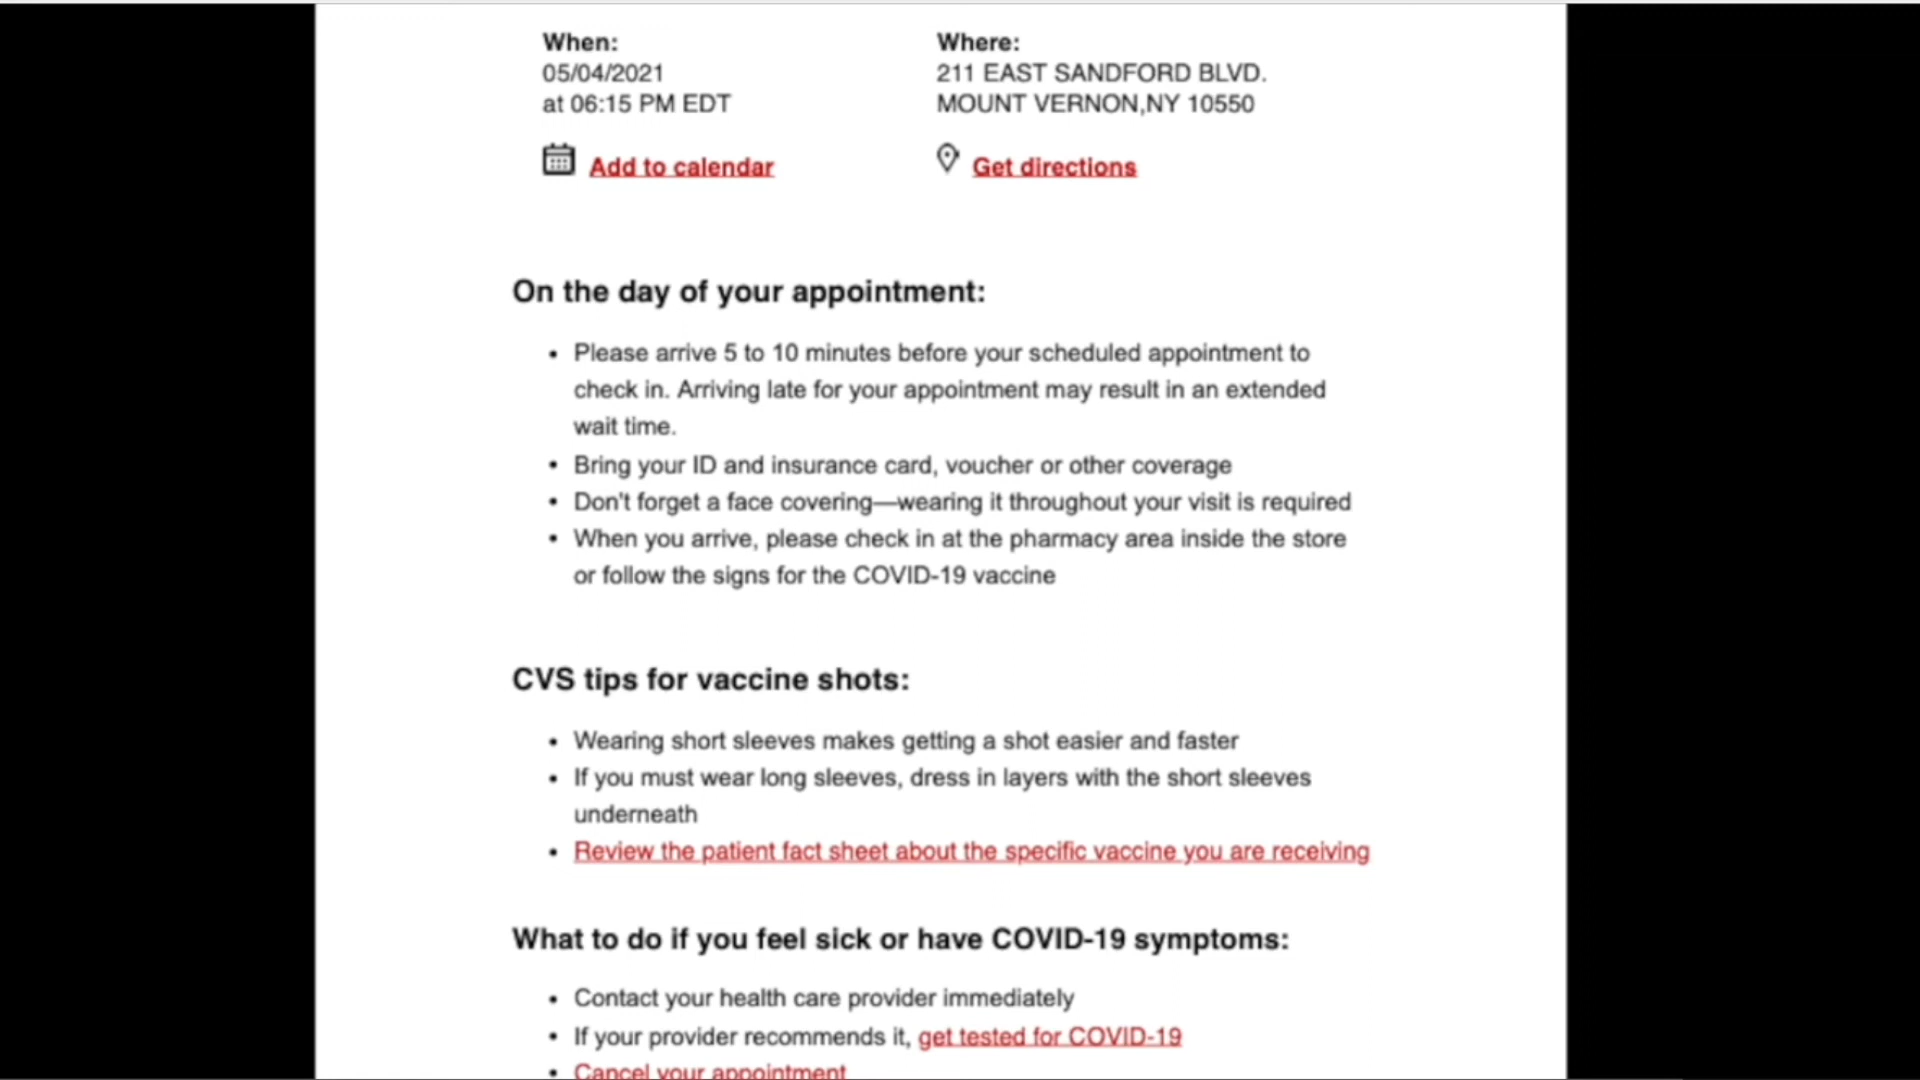 When:
05/04/2021
at 06:15 PM EDT
Add to calendar
Where:
211 EAST SANDFORD BLVD.
MOUNT VERNON,NY 10550
Get directions
On the day of your appointment:
• Please arrive 5 to 10 minutes before your scheduled appointment to
check in. Arriving late for your appointment may result in an extended
wait time.
• Bring your ID and insurance card, voucher or other coverage
• Don't forget a face covering—wearing it throughout your visit is required
• When you arrive, please check in at the pharmacy area inside the store
or follow the signs for the COVID-19 vaccine
CVS tips for vaccine shots:
• Wearing short sleeves makes getting a shot easier and faster
• If you must wear long sleeves, dress in layers with the short sleeves
underneath
• Review the patient fact sheet about the specific vaccine you are receiving
What to do if you feel sick or have COVID-19 symptoms:
• Contact your health care provider immediately
• If your provider recommends it, get tested for COVID-19
• Cancel your appointment